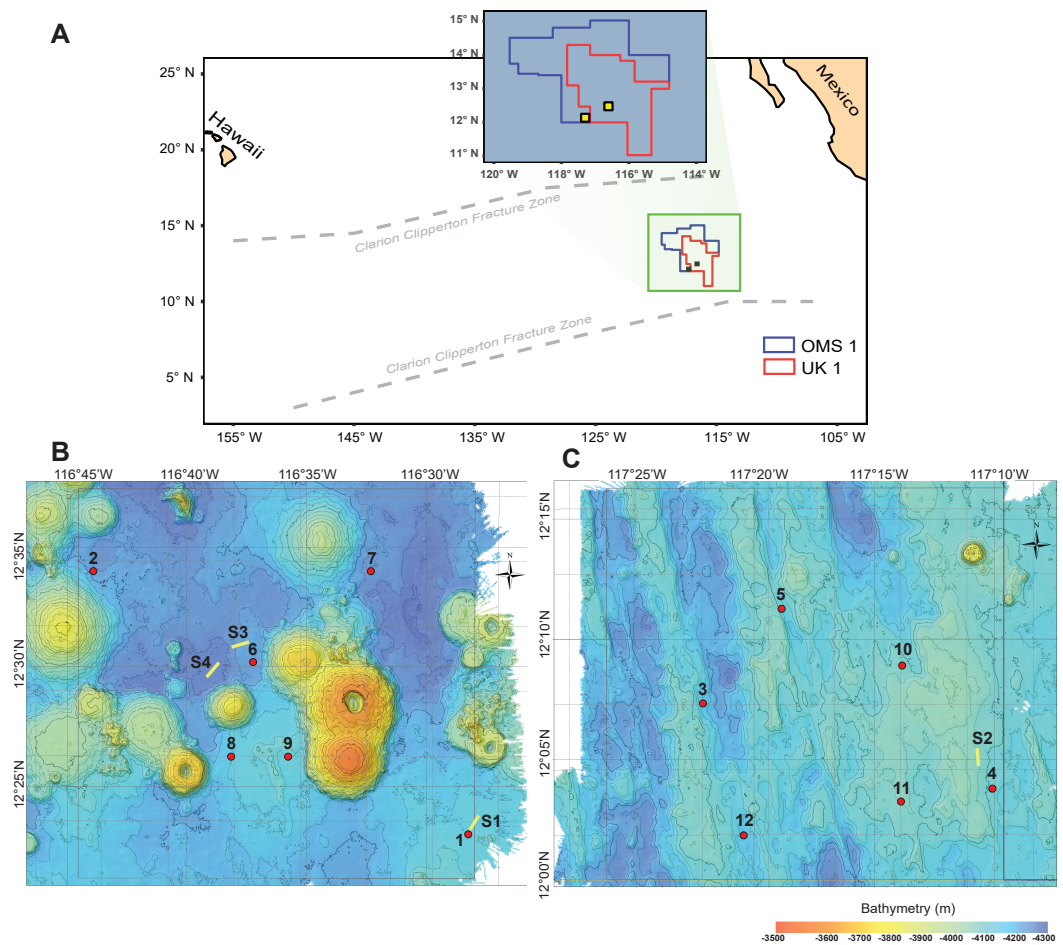 A
15° N
14° N
13° N
12° N
11° N
120° W
118° W
116° W
114° W
25° N
20° N
15° N
10° N
5° N
Hawaii
Mexico
Clarion Clipperton Fracture Zone
Clarion Clipperton Fracture Zone
OMS 1
UK 1
155° W
145° W
135° W
125° W
115° W
105° W
B
116°45'W
116°40'W
116°35'W
116°30'W
12°35'N
12°30'N
12°25'N
N
2
7
S3
6
S4
8
9
S1
1
C
117°25'W
117°20'W
117°15'W
117°10'W
12°15'N
12°10'N
12°05'N
12°00'N
N
5
10
3
S2
4
11
12
Bathymetry (m)
-3500 -3600 -3700 -3800 -3900 -4000 -4100 -4200 -4300